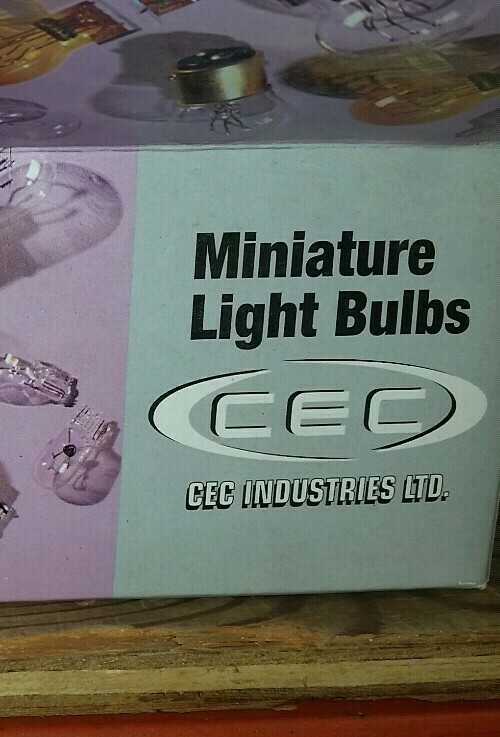 Miniature
Light Bulbs
CEC
CEC INDUSTRIES LTD.